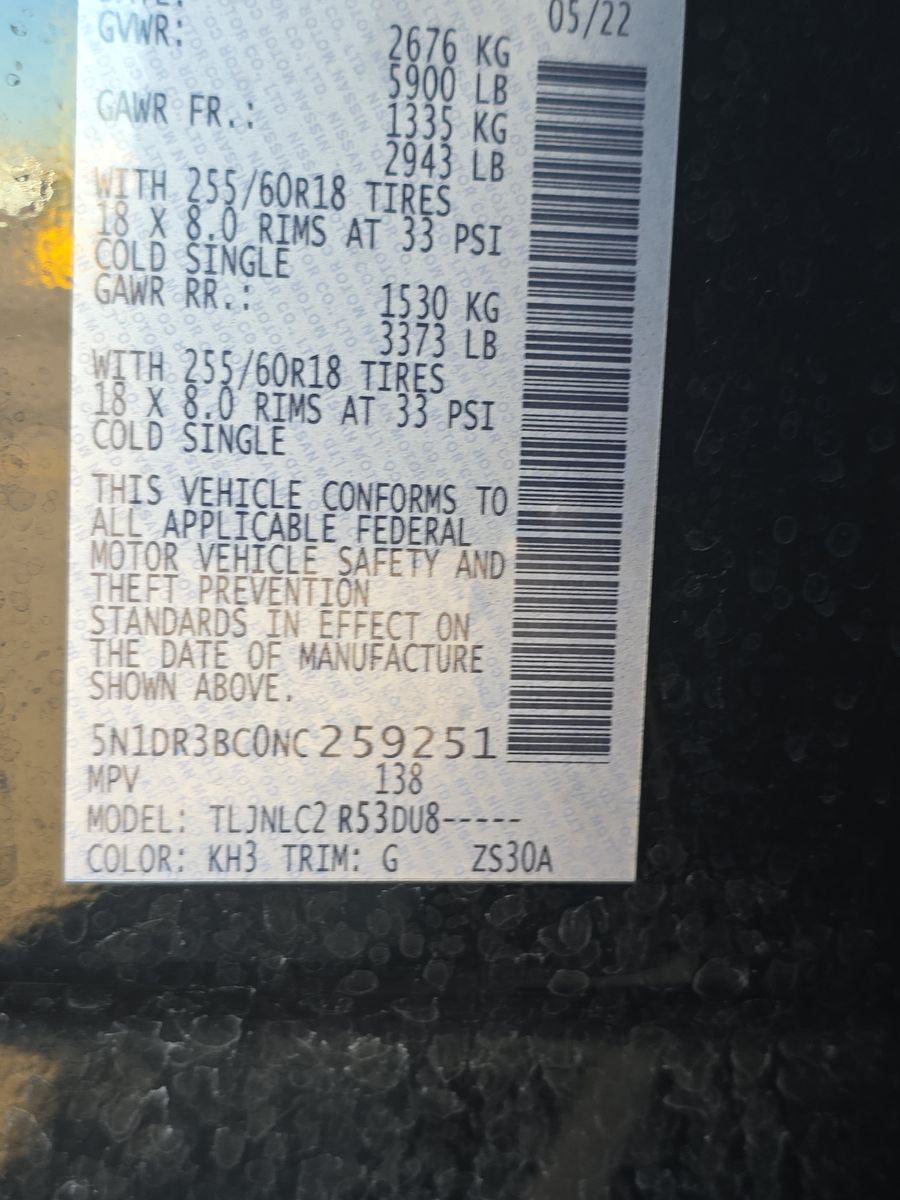 05/22
GVWR: 2676 KG
5900 LB
GAWR FR.: 1335 KG
2943 LB
WITH 255/60R18 TIRES
18 X 8.0 RIMS AT 33 PSI
COLD SINGLE
GAWR RR.: 1530 KG
3373 LB
WITH 255/60R18 TIRES
18 X 8.0 RIMS AT 33 PSI
COLD SINGLE
THIS VEHICLE CONFORMS TO
ALL APPLICABLE FEDERAL
MOTOR VEHICLE SAFETY AND
THEFT PREVENTION
STANDARDS IN EFFECT ON
THE DATE OF MANUFACTURE
SHOWN ABOVE.
5N1DR3BC0NC259251
MPV 138
MODEL: TLJNLC2 R53DU8-----
COLOR: KH3 TRIM: G ZS30A